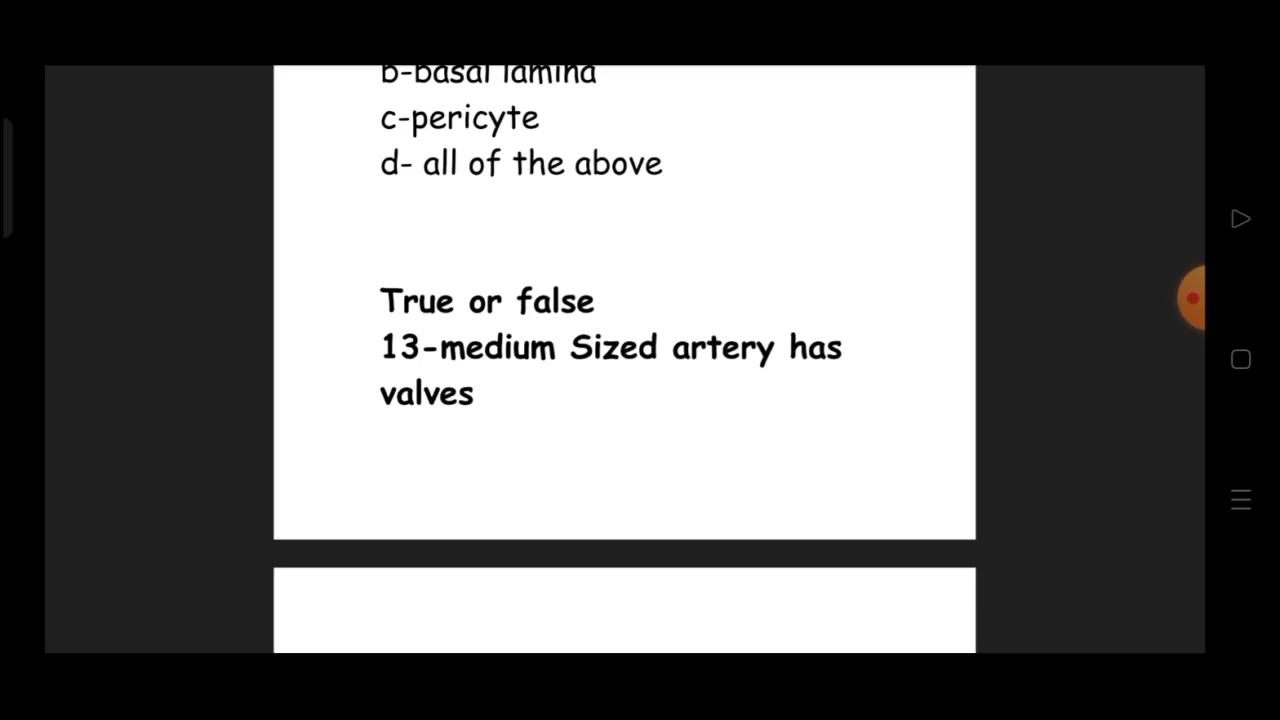 b-basal lamina
c-pericyte
d- all of the above
True or false
13-medium Sized artery has
valves